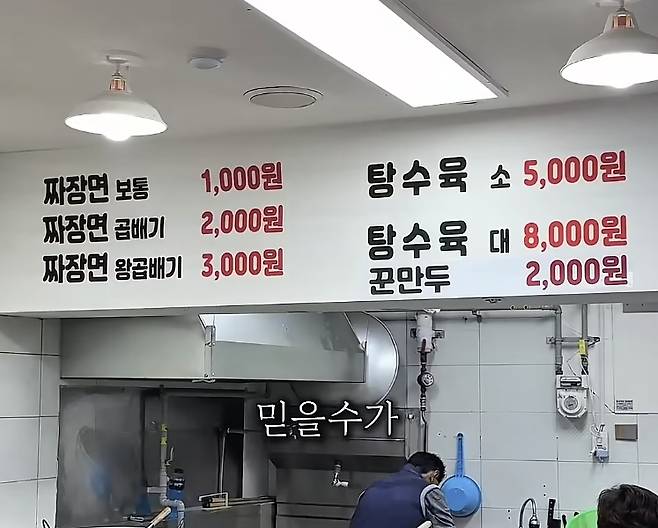 짜장면 보통 1,000원
짜장면 곱배기 2,000원
짜장면 왕곱배기 3,000원
탕수육 소 5,000원
탕수육 대 8,000원
꾼만두 2,000원
믿을수가